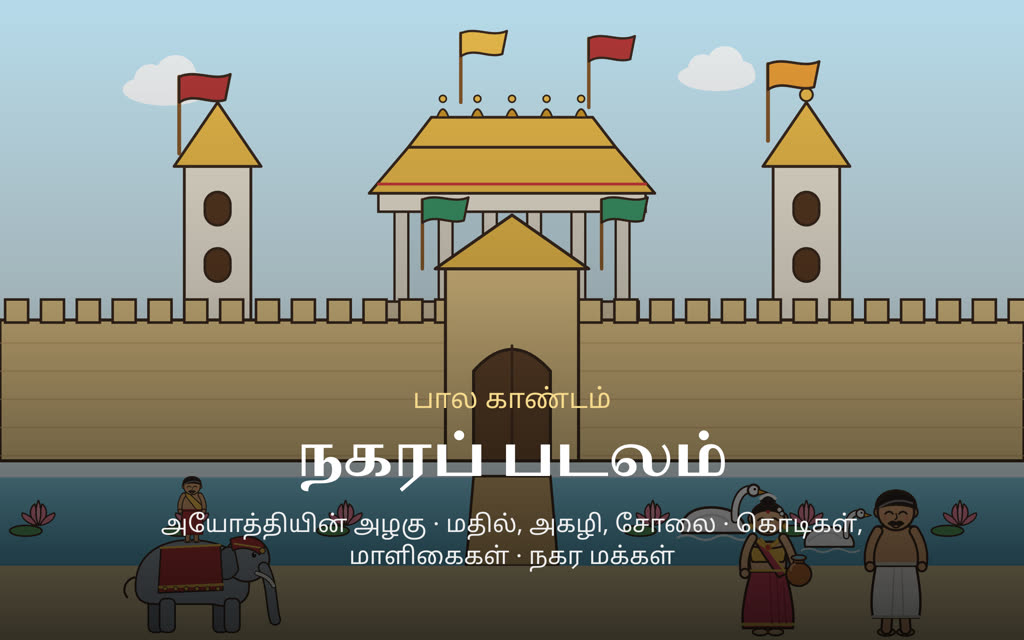 பால காண்டம்
நகரப் படலம்
அயோத்தியின் அழகு · மதில், அகழி, சோலை · கொடிகள்,
மாளிகைகள் · நகர மக்கள்